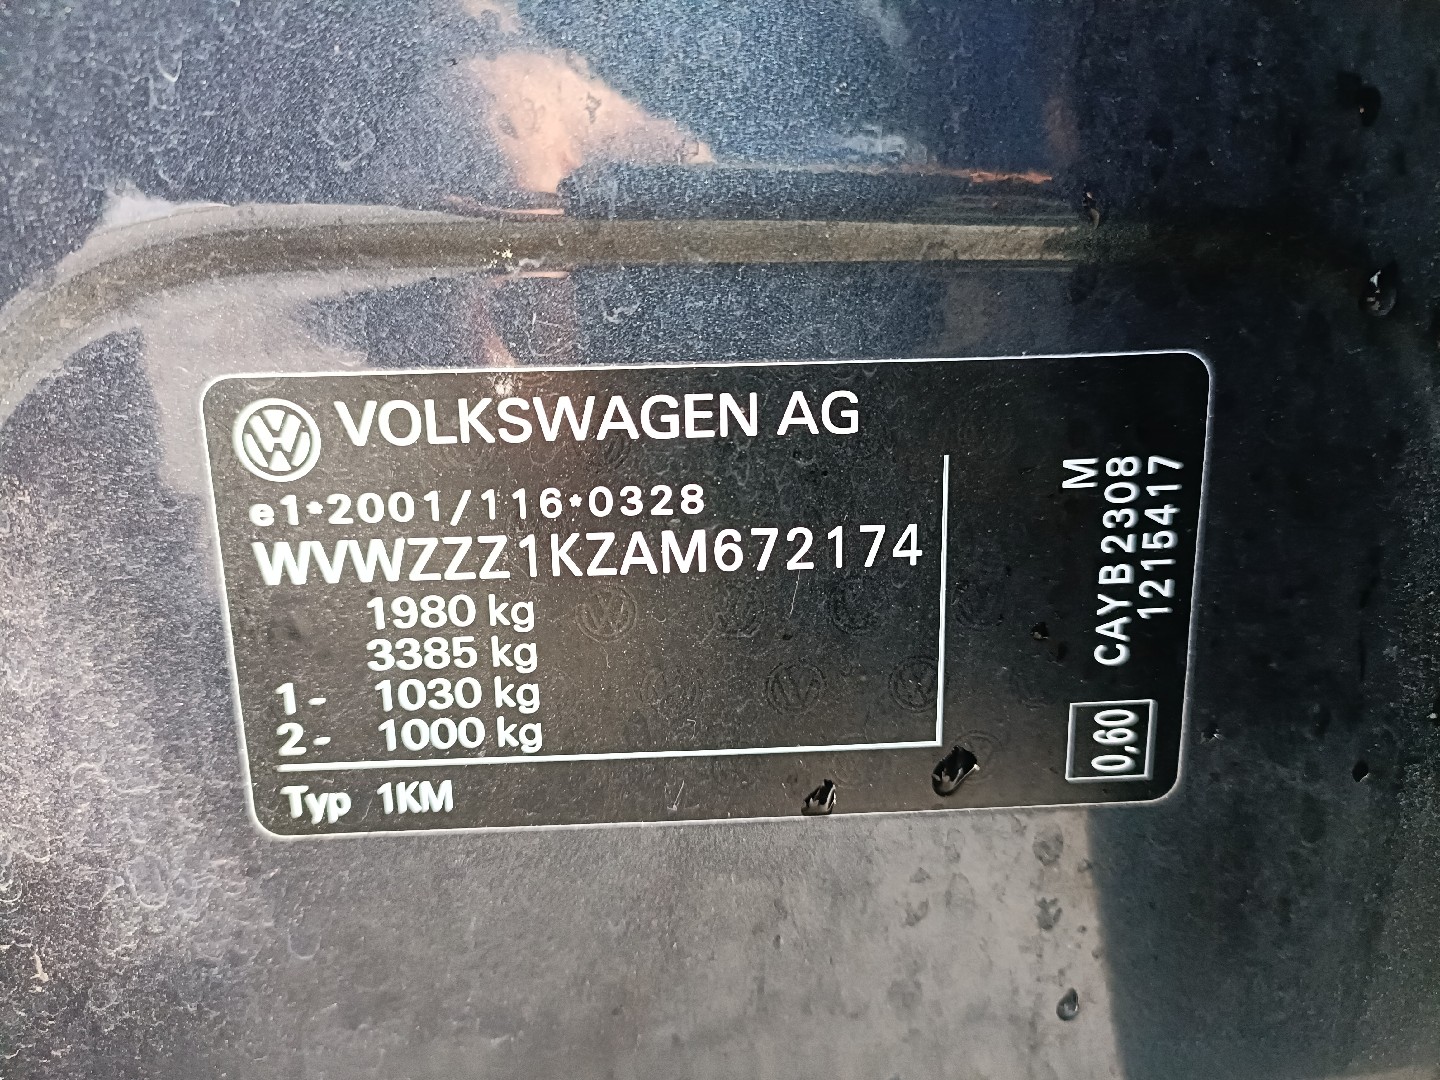 VOLKSWAGEN AG
e1*2001/116*0328
WVWZZZ1KZAM672174
1980 kg
3385 kg
1- 1030 kg
2- 1000 kg
Typ 1KM
M
CAYB2308
1215417
0,60